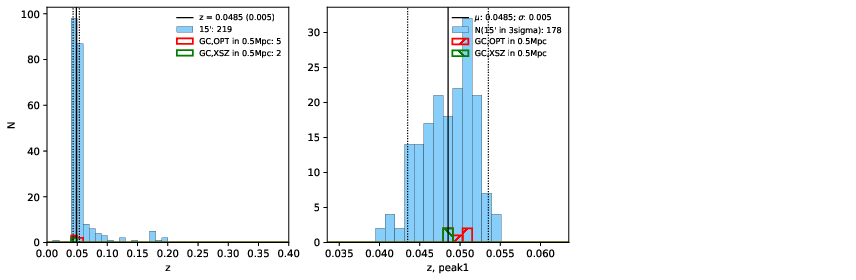 z = 0.0485 (0.005)
15': 219
GC,OPT in 0.5Mpc: 5
GC,XSZ in 0.5Mpc: 2
N
100
80
60
40
20
0
0.00 0.05 0.10 0.15 0.20 0.25 0.30 0.35 0.40
z
μ: 0.0485; σ: 0.005
N(15' in 3sigma): 178
GC,OPT in 0.5Mpc
GC,XSZ in 0.5Mpc
30
25
20
15
10
5
0
0.035 0.040 0.045 0.050 0.055 0.060
z, peak1